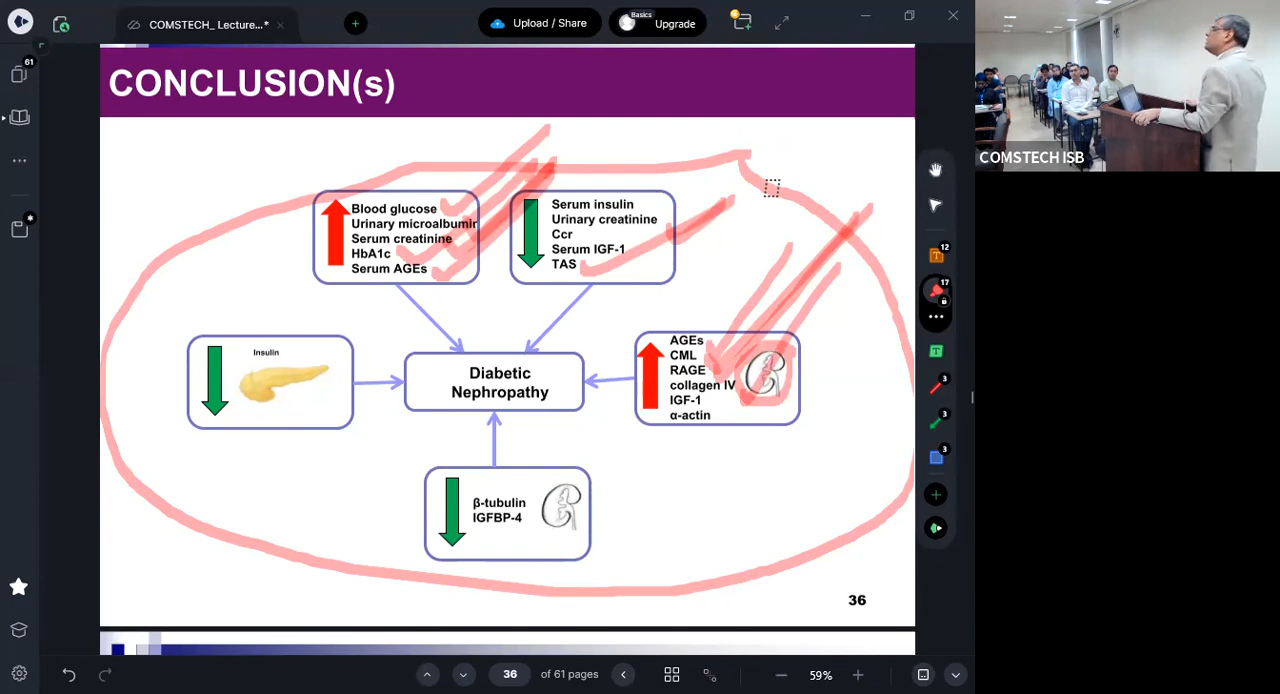 COMSTECH_ Lecture...*
Upload / Share
Basics
Upgrade
61
CONCLUSION(s)
Blood glucose
Urinary microalbumin
Serum creatinine
HbA1c
Serum AGEs
Serum insulin
Urinary creatinine
Ccr
Serum IGF-1
TAS
Insulin
Diabetic
Nephropathy
AGEs
CML
RAGE
collagen IV
IGF-1
α-actin
β-tubulin
IGFBP-4
36
COMSTECH ISB
12
17
3
3
3
36
of 61 pages
59%